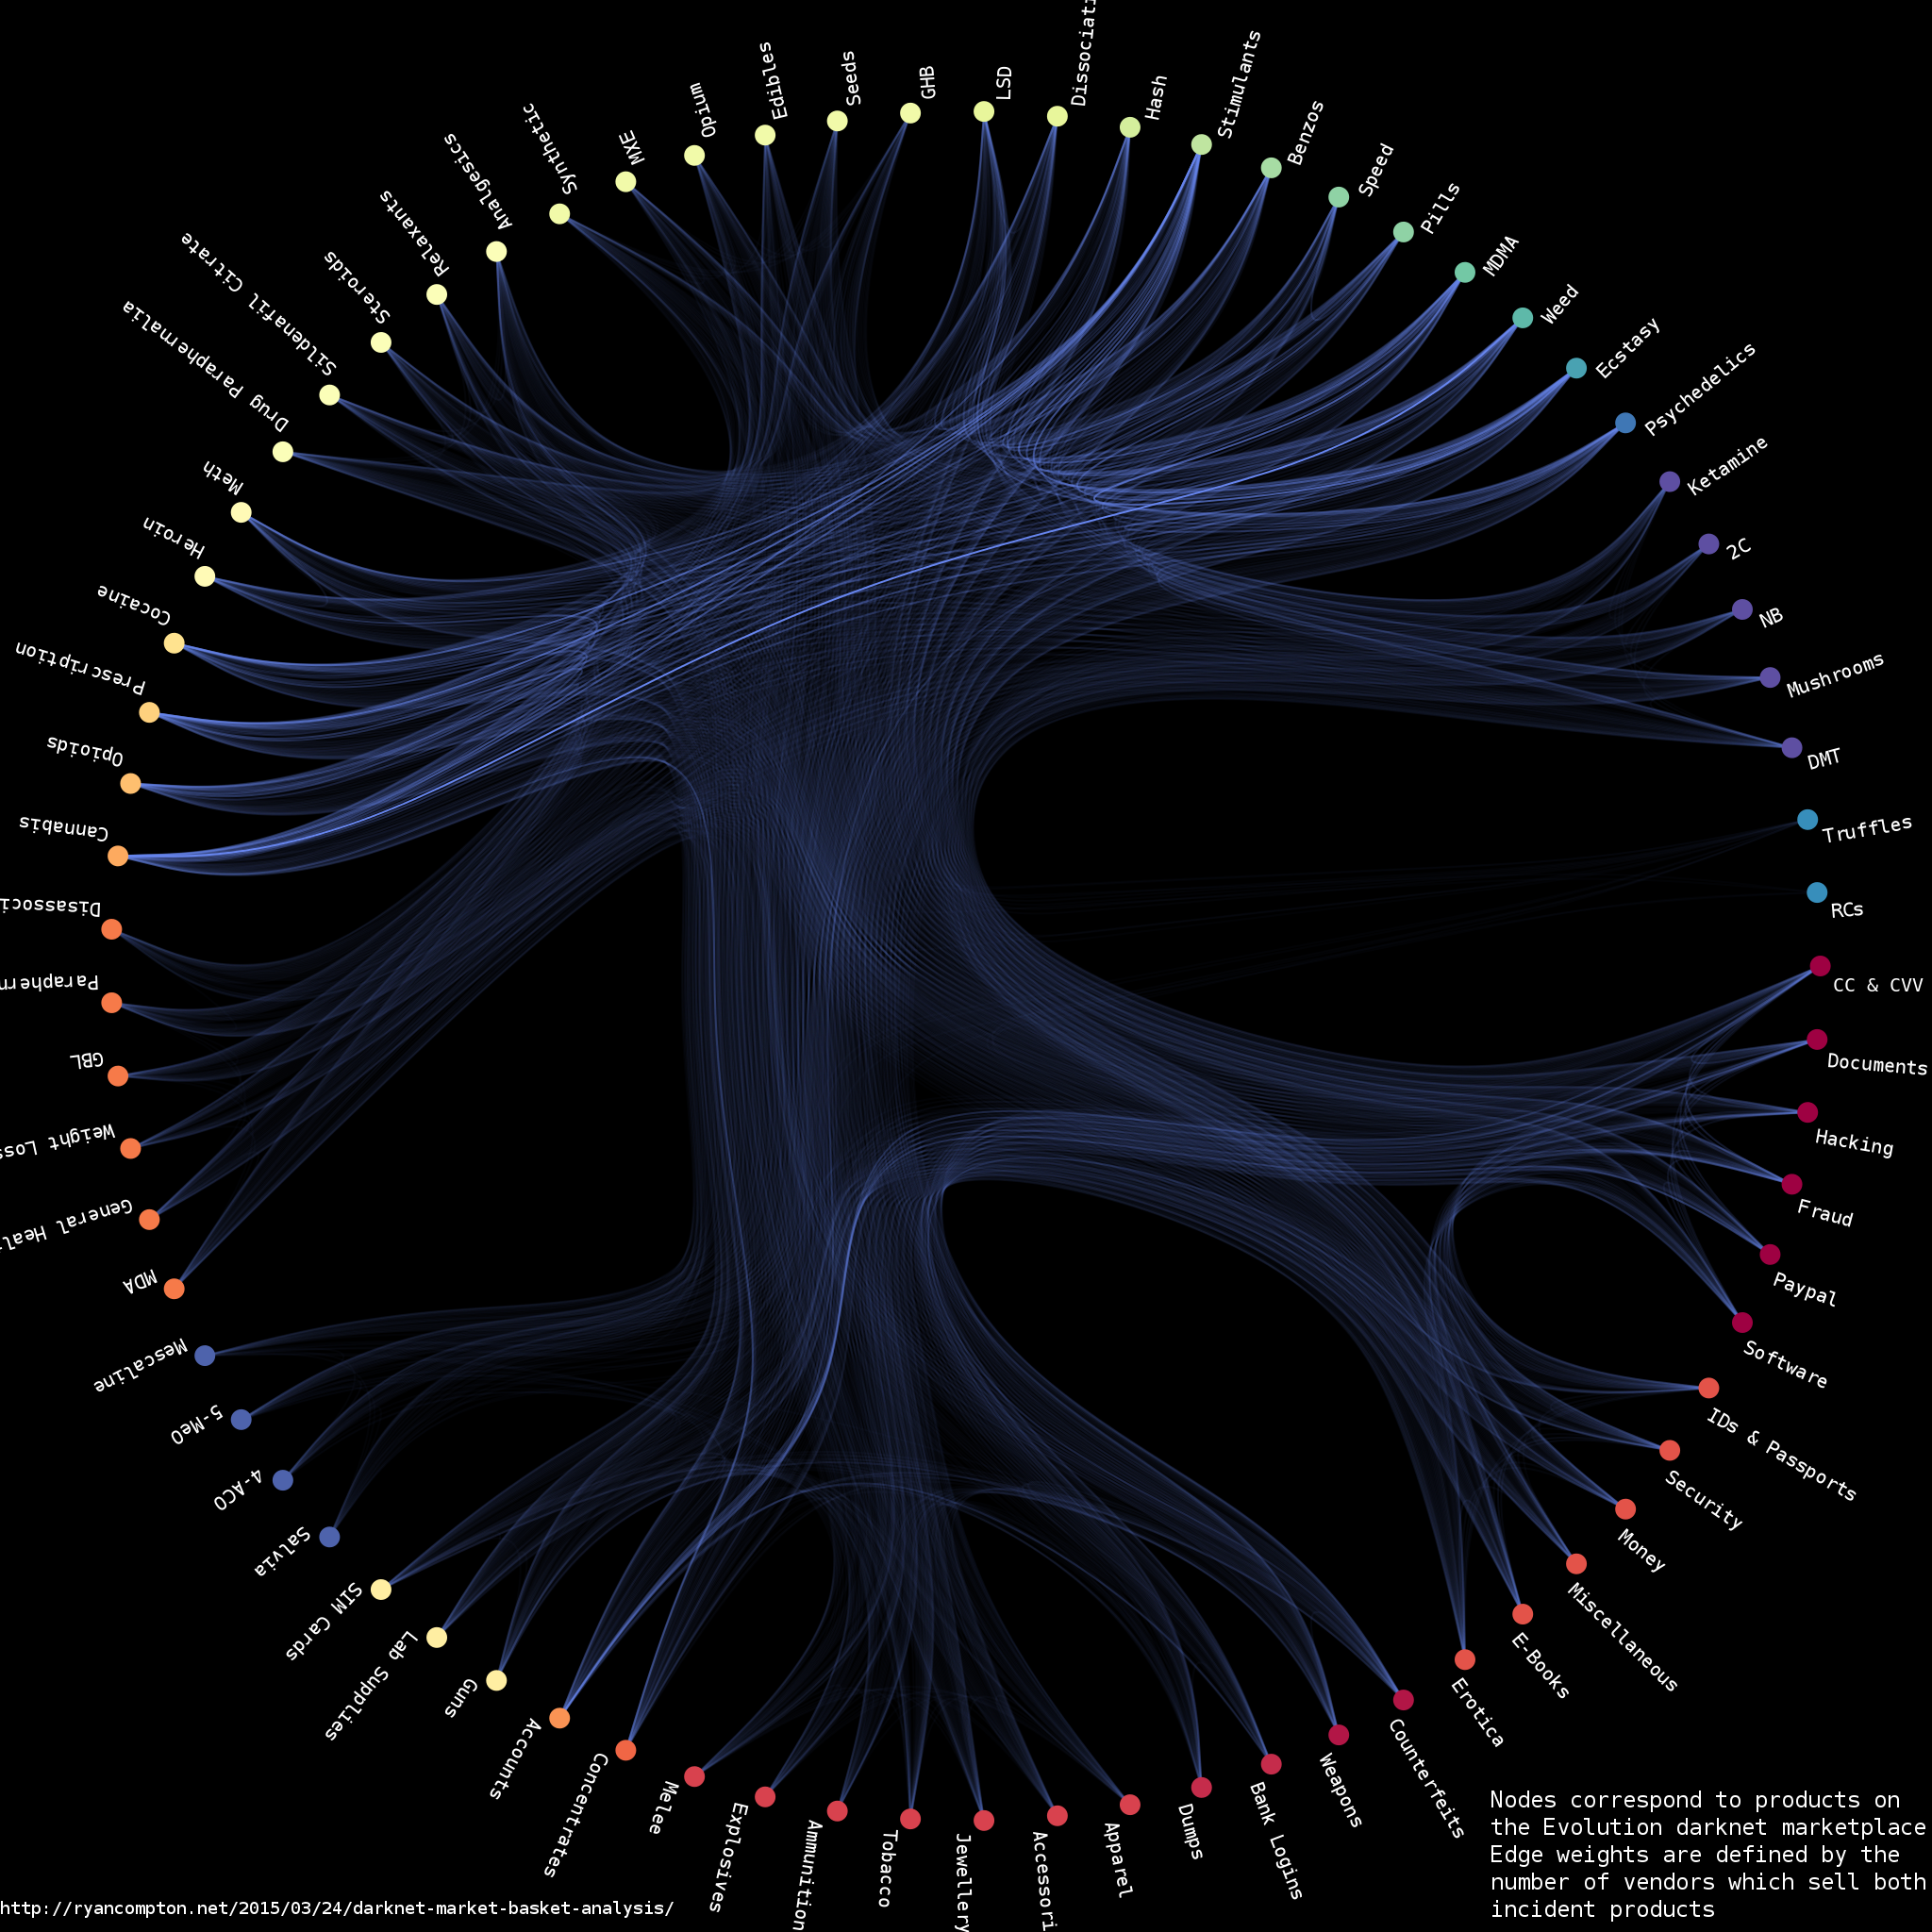 Dissociati
LSD
GHB
Seeds
Edibles
Opium
MXE
Synthetic
Analgesics
Relaxants
Steroids
Sildenafil Citrate
Drug Paraphernalia
Meth
Heroin
Cocaine
Prescription
Opioids
Cannabis
Disassoci
Paraphern
GBL
Weight Loss
General Healt
MDA
Mescaline
5-MeO
4-ACO
Salvia
SIM Cards
Lab Supplies
Guns
Accounts
Concentrates
Melee
Explosives
Ammunition
Tobacco
Jewellery
Accessori
Apparel
Dumps
Bank Logins
Weapons
Counterfeits
Erotica
E-Books
Miscellaneous
Money
Security
IDs & Passports
Software
Paypal
Fraud
Hacking
Documents
CC & CVV
RCs
Truffles
DMT
Mushrooms
NB
2C
Ketamine
Psychedelics
Ecstasy
Weed
MDMA
Pills
Speed
Benzos
Stimulants
Hash
Nodes correspond to products on
the Evolution darknet marketplace
Edge weights are defined by the
number of vendors which sell both
incident products
http://ryancompton.net/2015/03/24/darknet-market-basket-analysis/